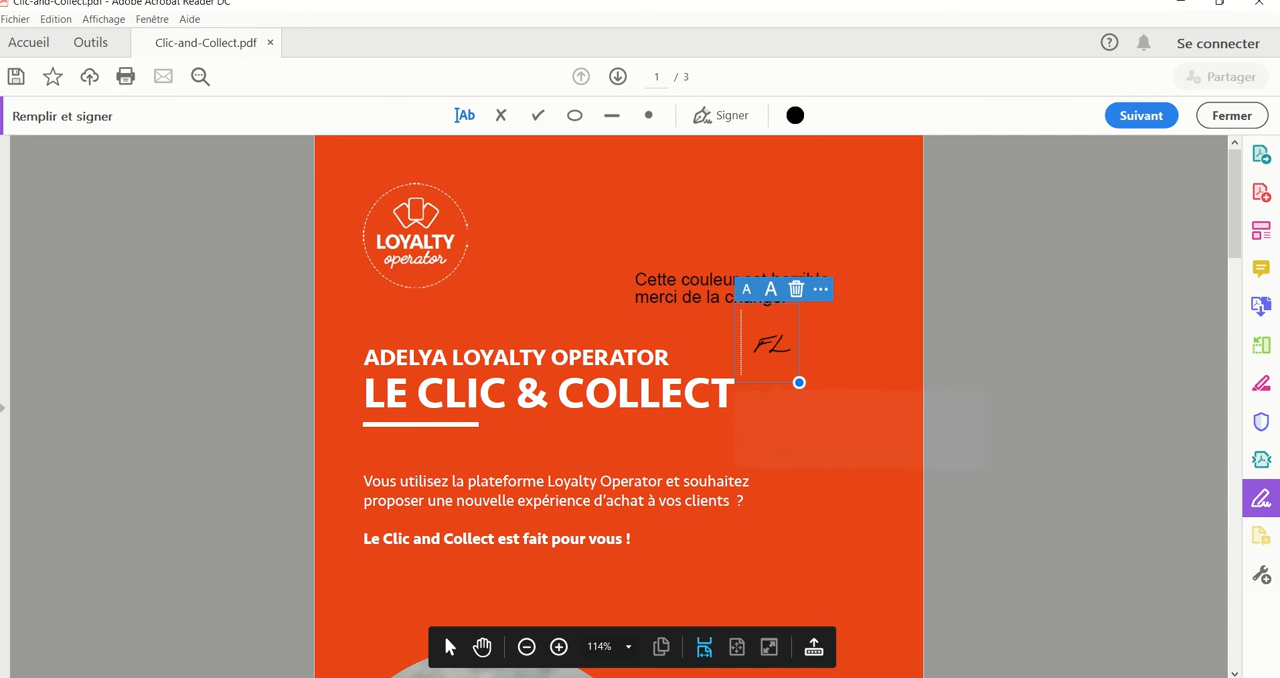 Clic-and-Collect.pdf - Adobe Acrobat Reader DC
Fichier Edition Affichage Fenêtre Aide
Accueil Outils Clic-and-Collect.pdf × Se connecter
1 / 3 Partager
Remplir et signer Ab Signer Suivant Fermer
LOYALTY
operator
Cette couleur
merci de la
A A
FL
ADELYA LOYALTY OPERATOR
LE CLIC & COLLECT
Vous utilisez la plateforme Loyalty Operator et souhaitez
proposer une nouvelle expérience d'achat à vos clients ?
Le Clic and Collect est fait pour vous !
114%